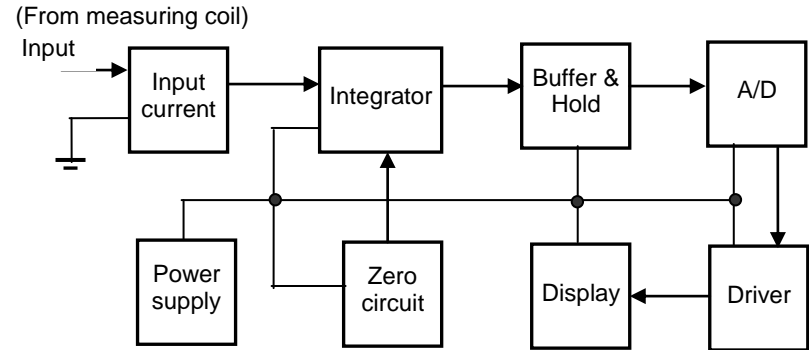 (From measuring coil)
Input
Input
current
Integrator
Buffer &
Hold
A/D
Power
supply
Zero
circuit
Display
Driver